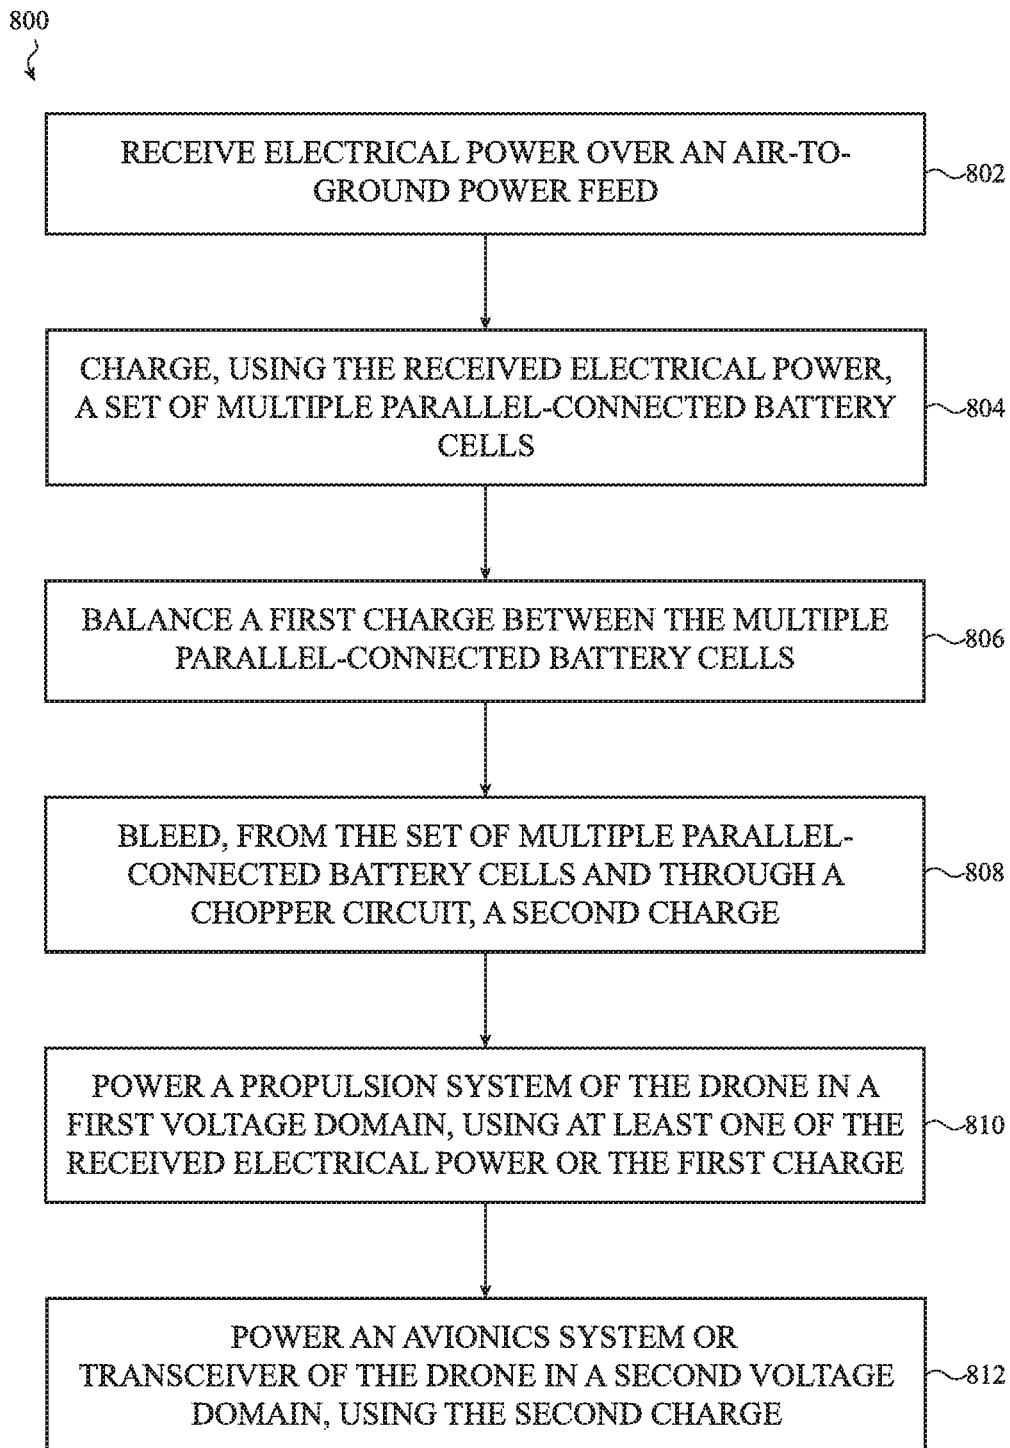 800
RECEIVE ELECTRICAL POWER OVER AN AIR-TO-
GROUND POWER FEED
802
CHARGE, USING THE RECEIVED ELECTRICAL POWER,
A SET OF MULTIPLE PARALLEL-CONNECTED BATTERY
CELLS
804
BALANCE A FIRST CHARGE BETWEEN THE MULTIPLE
PARALLEL-CONNECTED BATTERY CELLS
806
BLEED, FROM THE SET OF MULTIPLE PARALLEL-
CONNECTED BATTERY CELLS AND THROUGH A
CHOPPER CIRCUIT, A SECOND CHARGE
808
POWER A PROPULSION SYSTEM OF THE DRONE IN A
FIRST VOLTAGE DOMAIN, USING AT LEAST ONE OF THE
RECEIVED ELECTRICAL POWER OR THE FIRST CHARGE
810
POWER AN AVIONICS SYSTEM OR
TRANSCEIVER OF THE DRONE IN A SECOND VOLTAGE
DOMAIN, USING THE SECOND CHARGE
812